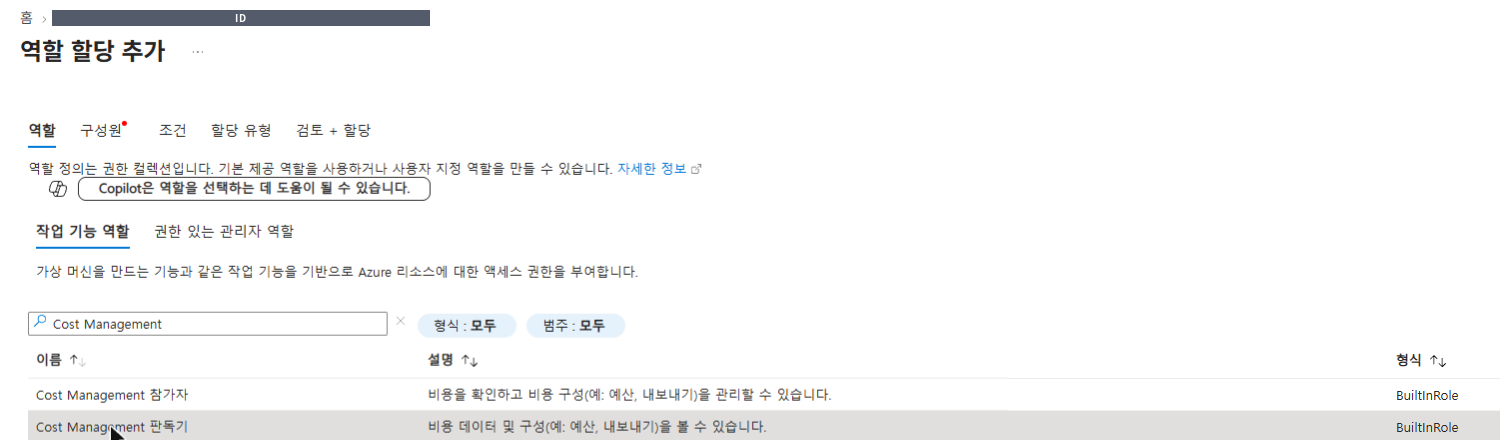 홈 > ID
역할 할당 추가 ...
역할 구성원 조건 할당 유형 검토 + 할당
역할 정의는 권한 컬렉션입니다. 기본 제공 역할을 사용하거나 사용자 지정 역할을 만들 수 있습니다. 자세한 정보
Copilot은 역할을 선택하는 데 도움이 될 수 있습니다.
작업 기능 역할 권한 있는 관리자 역할
가상 머신을 만드는 기능과 같은 작업 기능을 기반으로 Azure 리소스에 대한 액세스 권한을 부여합니다.
Cost Management × 형식 : 모두 범주 : 모두
이름 ↑↓ 설명 ↑↓ 형식 ↑↓
Cost Management 참가자 비용을 확인하고 비용 구성(예: 예산, 내보내기)을 관리할 수 있습니다. BuiltInRole
Cost Management 판독기 비용 데이터 및 구성(예: 예산, 내보내기)을 볼 수 있습니다. BuiltInRole